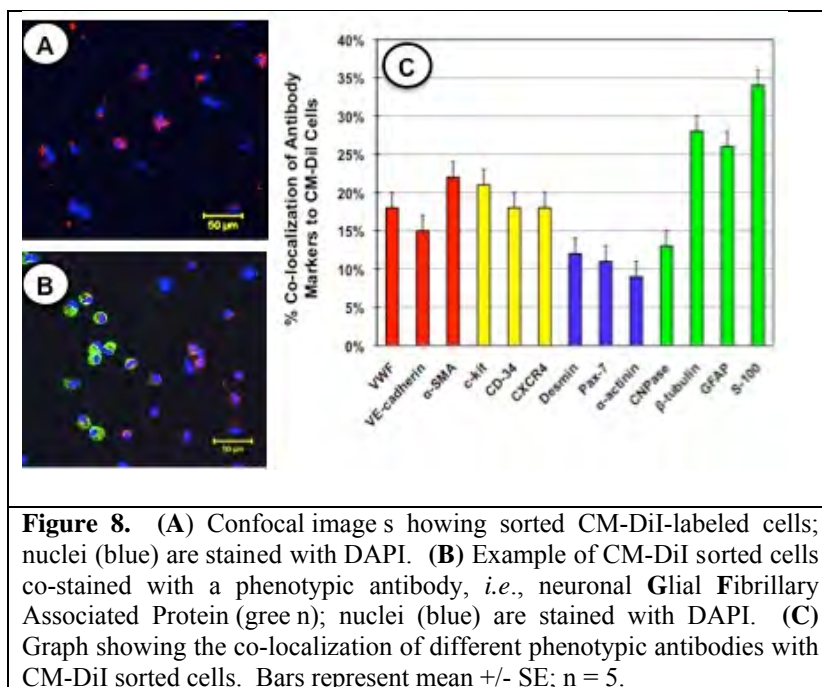 A
50 µm
B
50 µm
C
% Co-localization of Antibody
Markers to CM-DiI Cells
40%
35%
30%
25%
20%
15%
10%
5%
0%
VWF
VE-cadherin
α-SMA
c-kit
CD-34
CXCR4
Desmin
Pax-7
α-actinin
CNPase
β-tubulin
GFAP
S-100
Figure 8. (A) Confocal image s howing sorted CM-DiI-labeled cells;
nuclei (blue) are stained with DAPI. (B) Example of CM-DiI sorted cells
co-stained with a phenotypic antibody, i.e., neuronal Glial Fibrillary
Associated Protein (gree n); nuclei (blue) are stained with DAPI. (C)
Graph showing the co-localization of different phenotypic antibodies with
CM-DiI sorted cells. Bars represent mean +/- SE; n = 5.